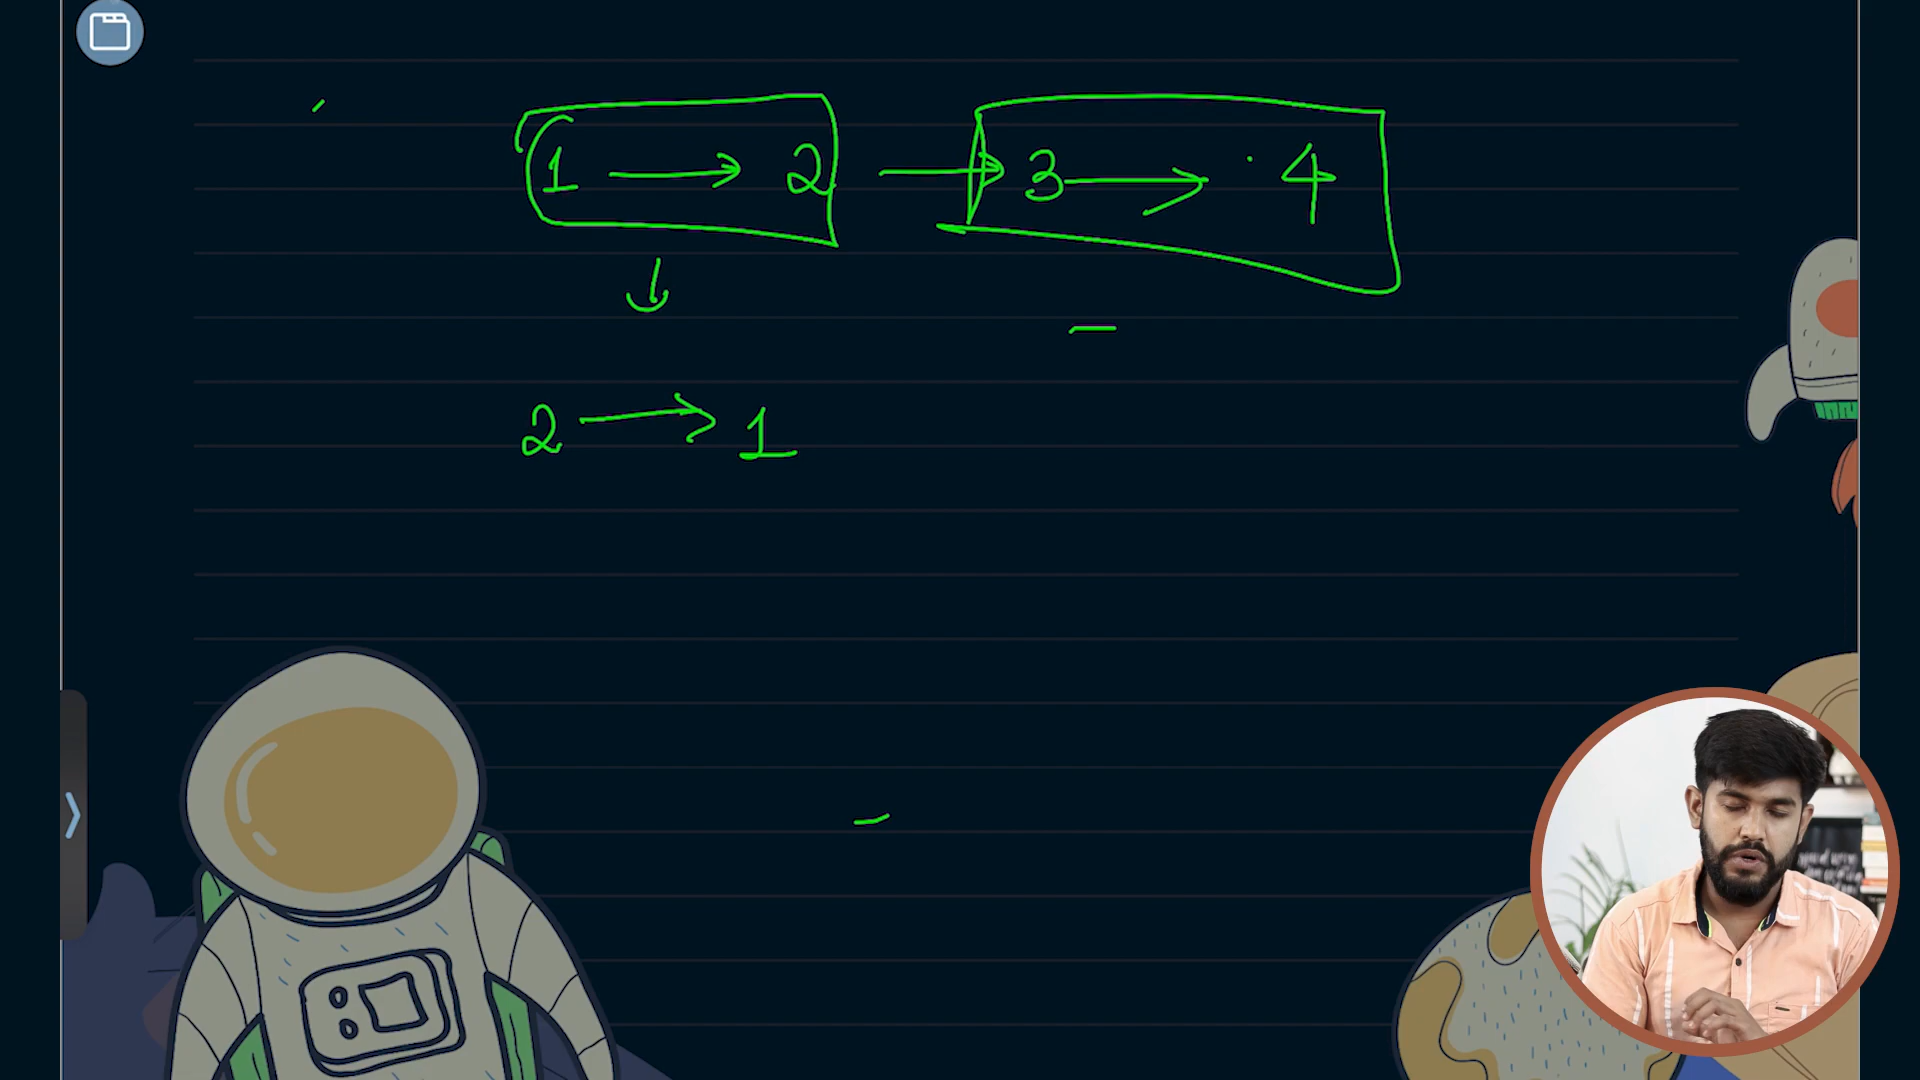 1 → 2 → 3 → 4
2 → 1